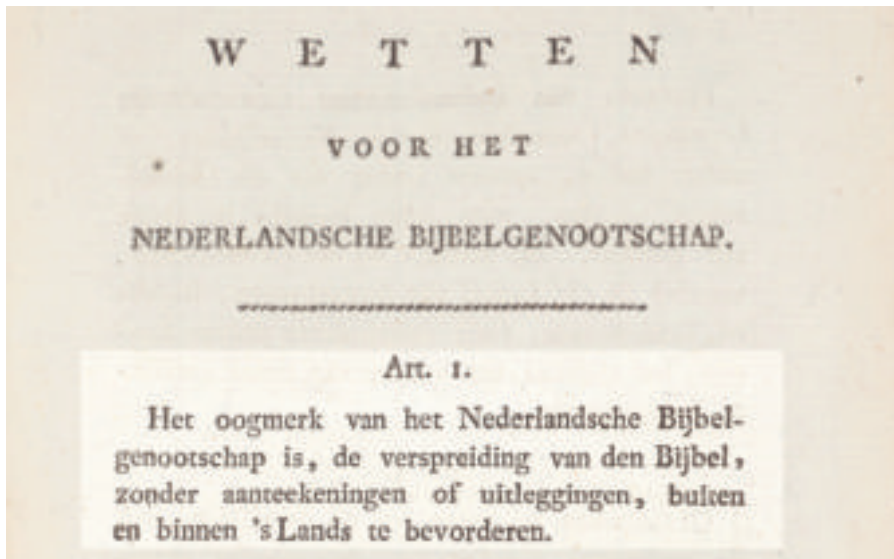 WETTEN
VOOR HET
NEDERLANDSCHE BIJBELGENOOTSCHAP.
Art. 1.
Het oogmerk van het Nederlandsche Bijbel-
genootschap is, de verspreiding van den Bijbel,
zonder aanteekeningen of uitleggingen, buiten
en binnen 's Lands te bevorderen.